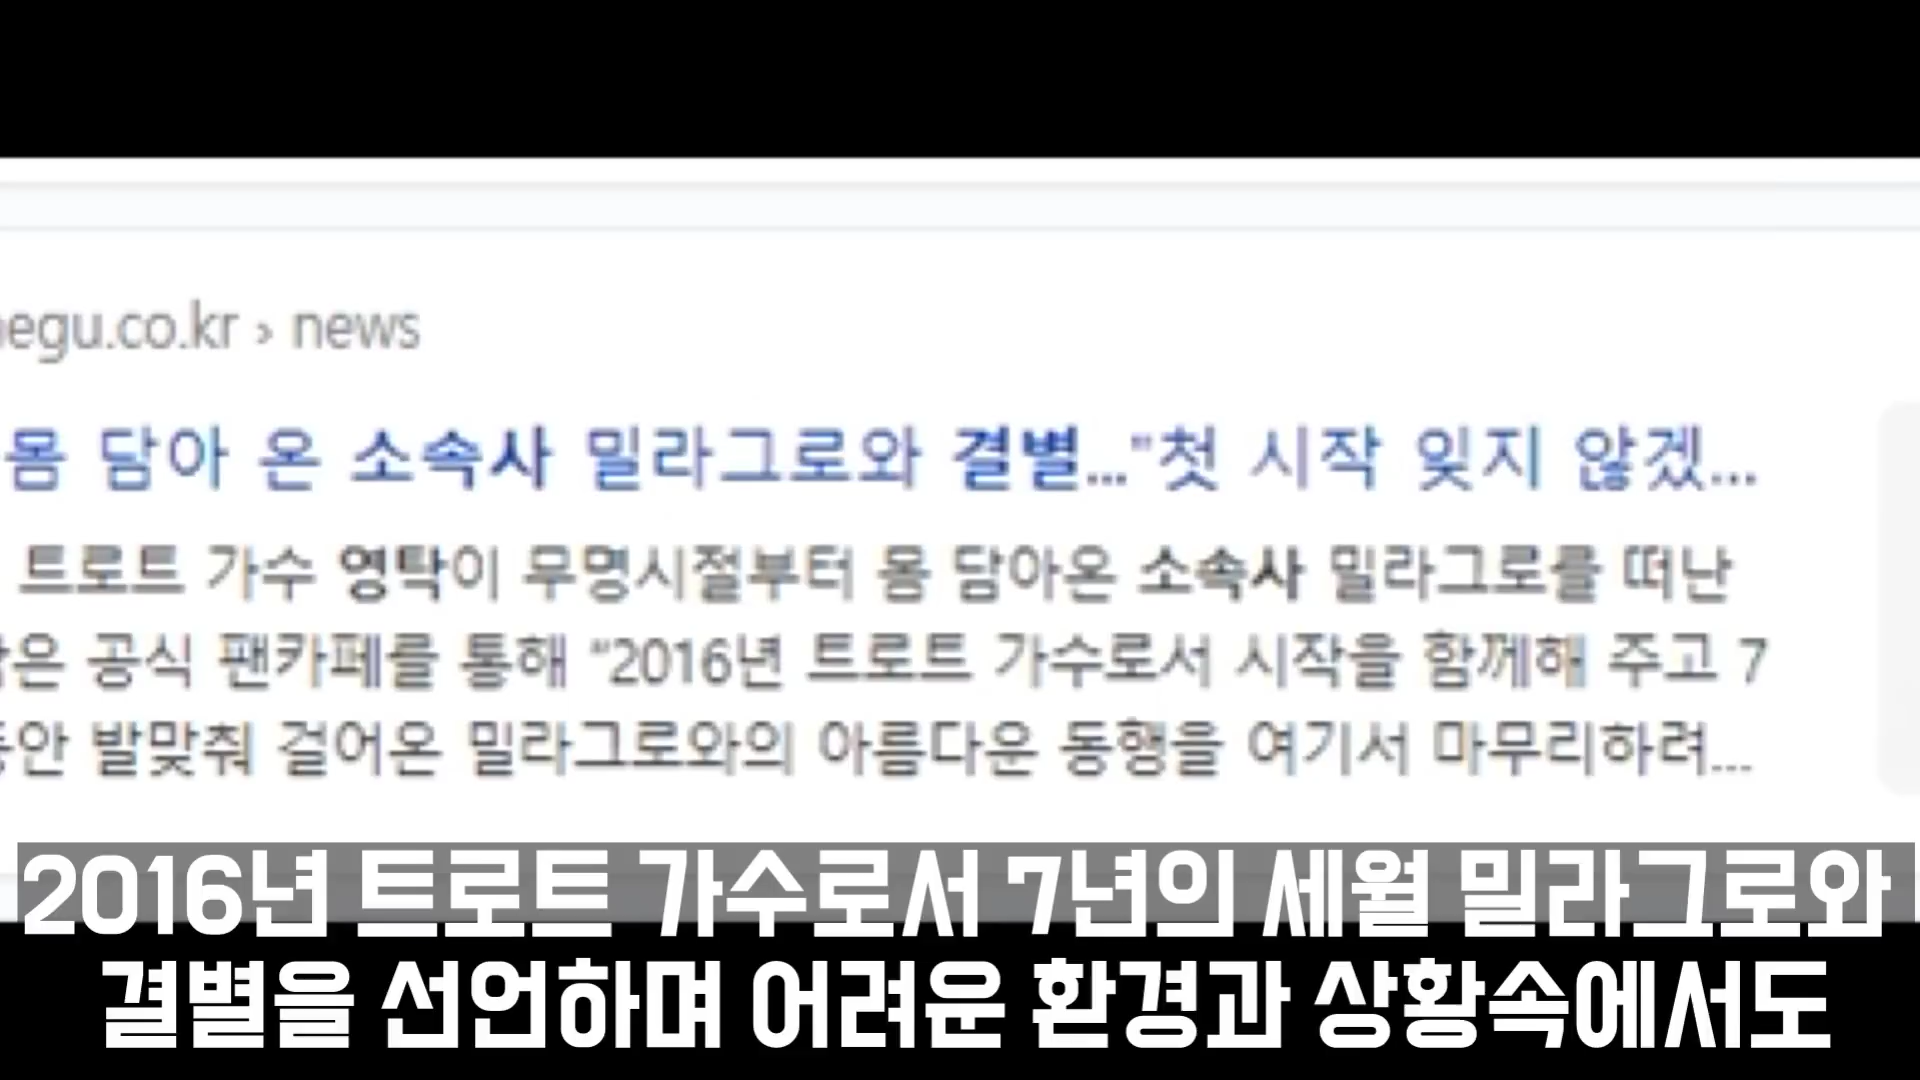 egu.co.kr › news
몸 담아 온 소속사 밀라그로와 결별..."첫 시작 잊지 않겠...
트로트 가수 영탁이 무명시절부터 몸 담아온 소속사 밀라그로를 떠난
은 공식 팬카페를 통해 "2016년 트로트 가수로서 시작을 함께해 주고 7
동안 발맞춰 걸어온 밀라그로와의 아름다운 동행을 여기서 마무리하려...
2016년 트로트 가수로서 7년의 세월 밀라그로와
결별을 선언하며 어려운 환경과 상황속에서도